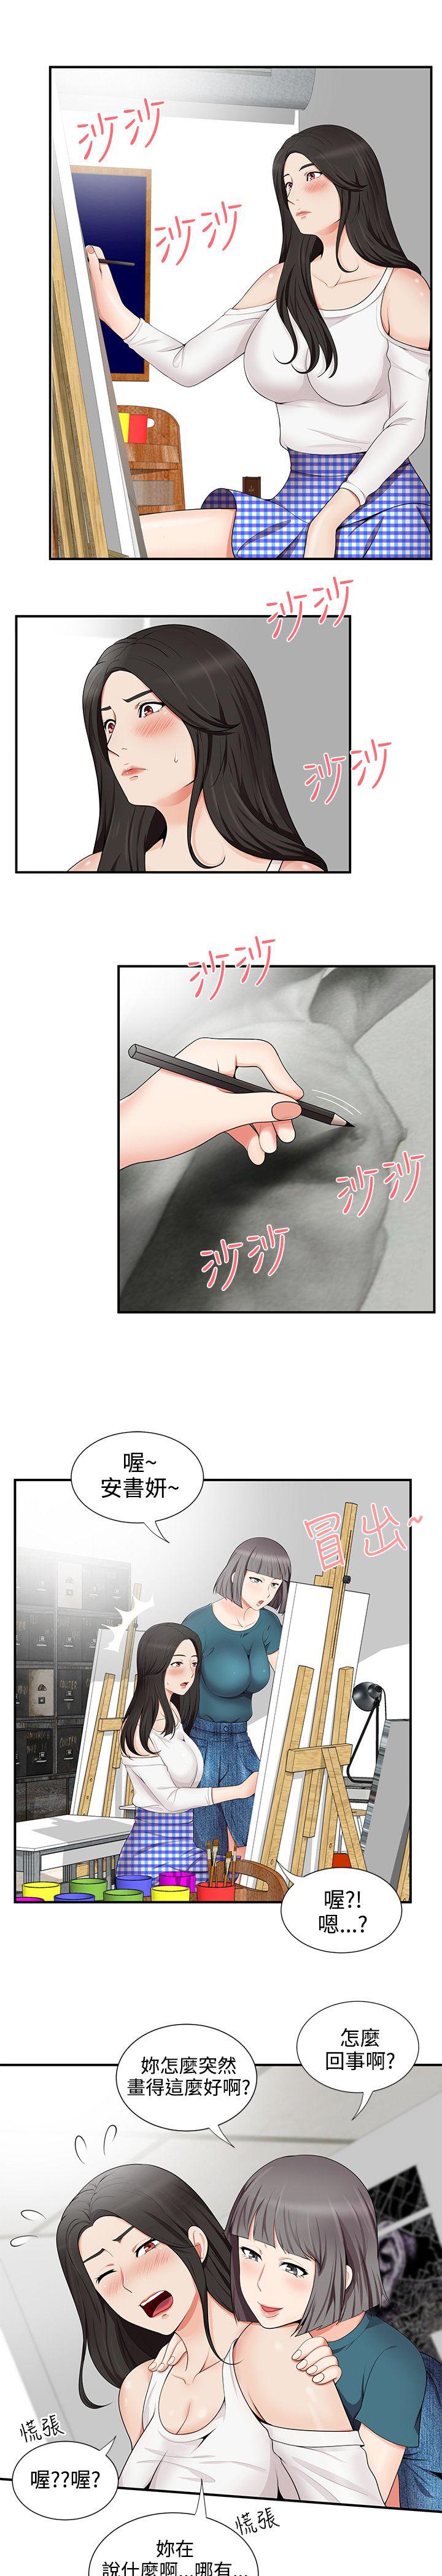 沙沙
沙沙
沙沙
沙沙
沙沙
沙沙
沙沙
喔~
安書妍~
冒出~
喔?!
嗯...?
怎麼
回事啊?
妳怎麼突然
畫得這麼好啊?
慌張
喔??喔?
慌張
妳在
說什麼啊...哪有...